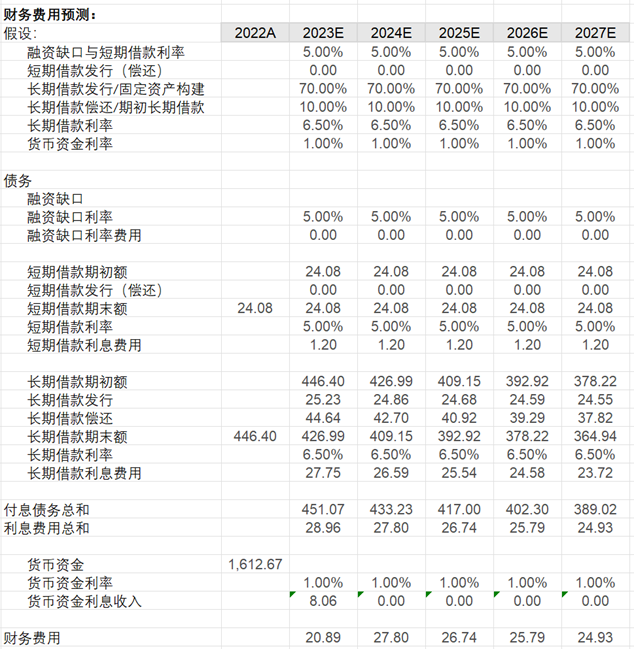 财务费用预测：
假设: 2022A 2023E 2024E 2025E 2026E 2027E
融资缺口与短期借款利率 5.00% 5.00% 5.00% 5.00% 5.00%
短期借款发行（偿还） 0.00 0.00 0.00 0.00 0.00
长期借款发行/固定资产构建 70.00% 70.00% 70.00% 70.00% 70.00%
长期借款偿还/期初长期借款 10.00% 10.00% 10.00% 10.00% 10.00%
长期借款利率 6.50% 6.50% 6.50% 6.50% 6.50%
货币资金利率 1.00% 1.00% 1.00% 1.00% 1.00%
债务
融资缺口
融资缺口利率 5.00% 5.00% 5.00% 5.00% 5.00%
融资缺口利率费用 0.00 0.00 0.00 0.00 0.00
短期借款期初额 24.08 24.08 24.08 24.08 24.08
短期借款发行（偿还） 0.00 0.00 0.00 0.00 0.00
短期借款期末额 24.08 24.08 24.08 24.08 24.08 24.08
短期借款利率 5.00% 5.00% 5.00% 5.00% 5.00%
短期借款利息费用 1.20 1.20 1.20 1.20 1.20
长期借款期初额 446.40 426.99 409.15 392.92 378.22
长期借款发行 25.23 24.86 24.68 24.59 24.55
长期借款偿还 44.64 42.70 40.92 39.29 37.82
长期借款期末额 446.40 426.99 409.15 392.92 378.22 364.94
长期借款利率 6.50% 6.50% 6.50% 6.50% 6.50%
长期借款利息费用 27.75 26.59 25.54 24.58 23.72
付息债务总和 451.07 433.23 417.00 402.30 389.02
利息费用总和 28.96 27.80 26.74 25.79 24.93
货币资金 1,612.67
货币资金利率 1.00% 1.00% 1.00% 1.00% 1.00%
货币资金利息收入 8.06 0.00 0.00 0.00 0.00
财务费用 20.89 27.80 26.74 25.79 24.93